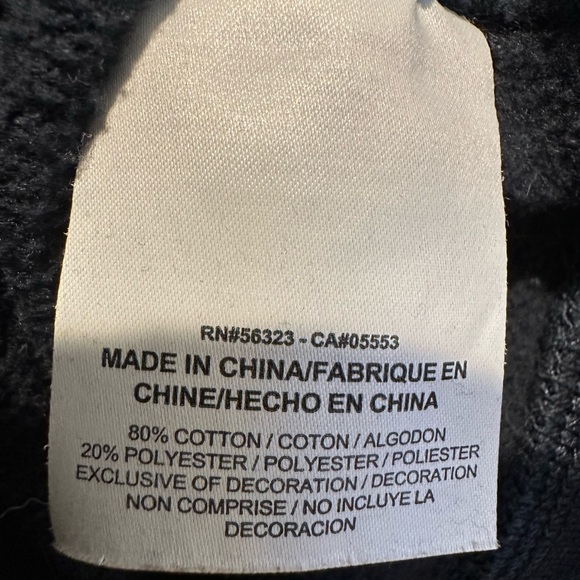 RN#56323 - CA#05553
MADE IN CHINA/FABRIQUE EN
CHINE/HECHO EN CHINA
80% COTTON / COTON / ALGODON
20% POLYESTER / POLYESTER / POLIESTER
EXCLUSIVE OF DECORATION / DECORATION
NON COMPRISE / NO INCLUYE LA
DECORACION